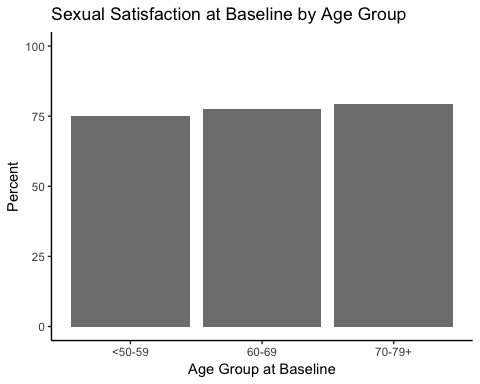 Sexual Satisfaction at Baseline by Age Group
100
75
50
25
0
Percent
<50-59 60-69 70-79+
Age Group at Baseline